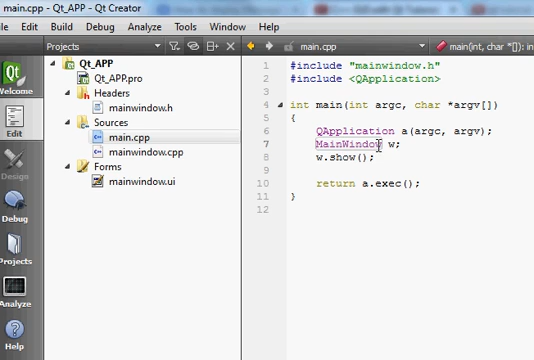 main.cpp - Qt_APP - Qt Creator
File Edit Build Debug Analyze Tools Window Help
Projects
main.cpp
main(int, char *[]):
Welcome
Edit
Design
Debug
Projects
Analyze
Help
Qt_APP
Qt_APP.pro
Headers
mainwindow.h
Sources
main.cpp
mainwindow.cpp
Forms
mainwindow.ui
1 #include "mainwindow.h"
2 #include <QApplication>
3
4 int main(int argc, char *argv[])
5 {
6 QApplication a(argc, argv);
7 MainWindow w;
8 w.show();
9
10 return a.exec();
11 }
12